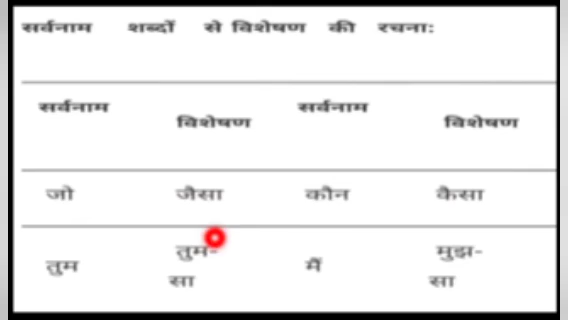 सर्वनाम शब्दों से विशेषण की रचना:
सर्वनाम विशेषण सर्वनाम विशेषण
जो जैसा कौन कैसा
तुम तुम-सा मैं मुझ-सा